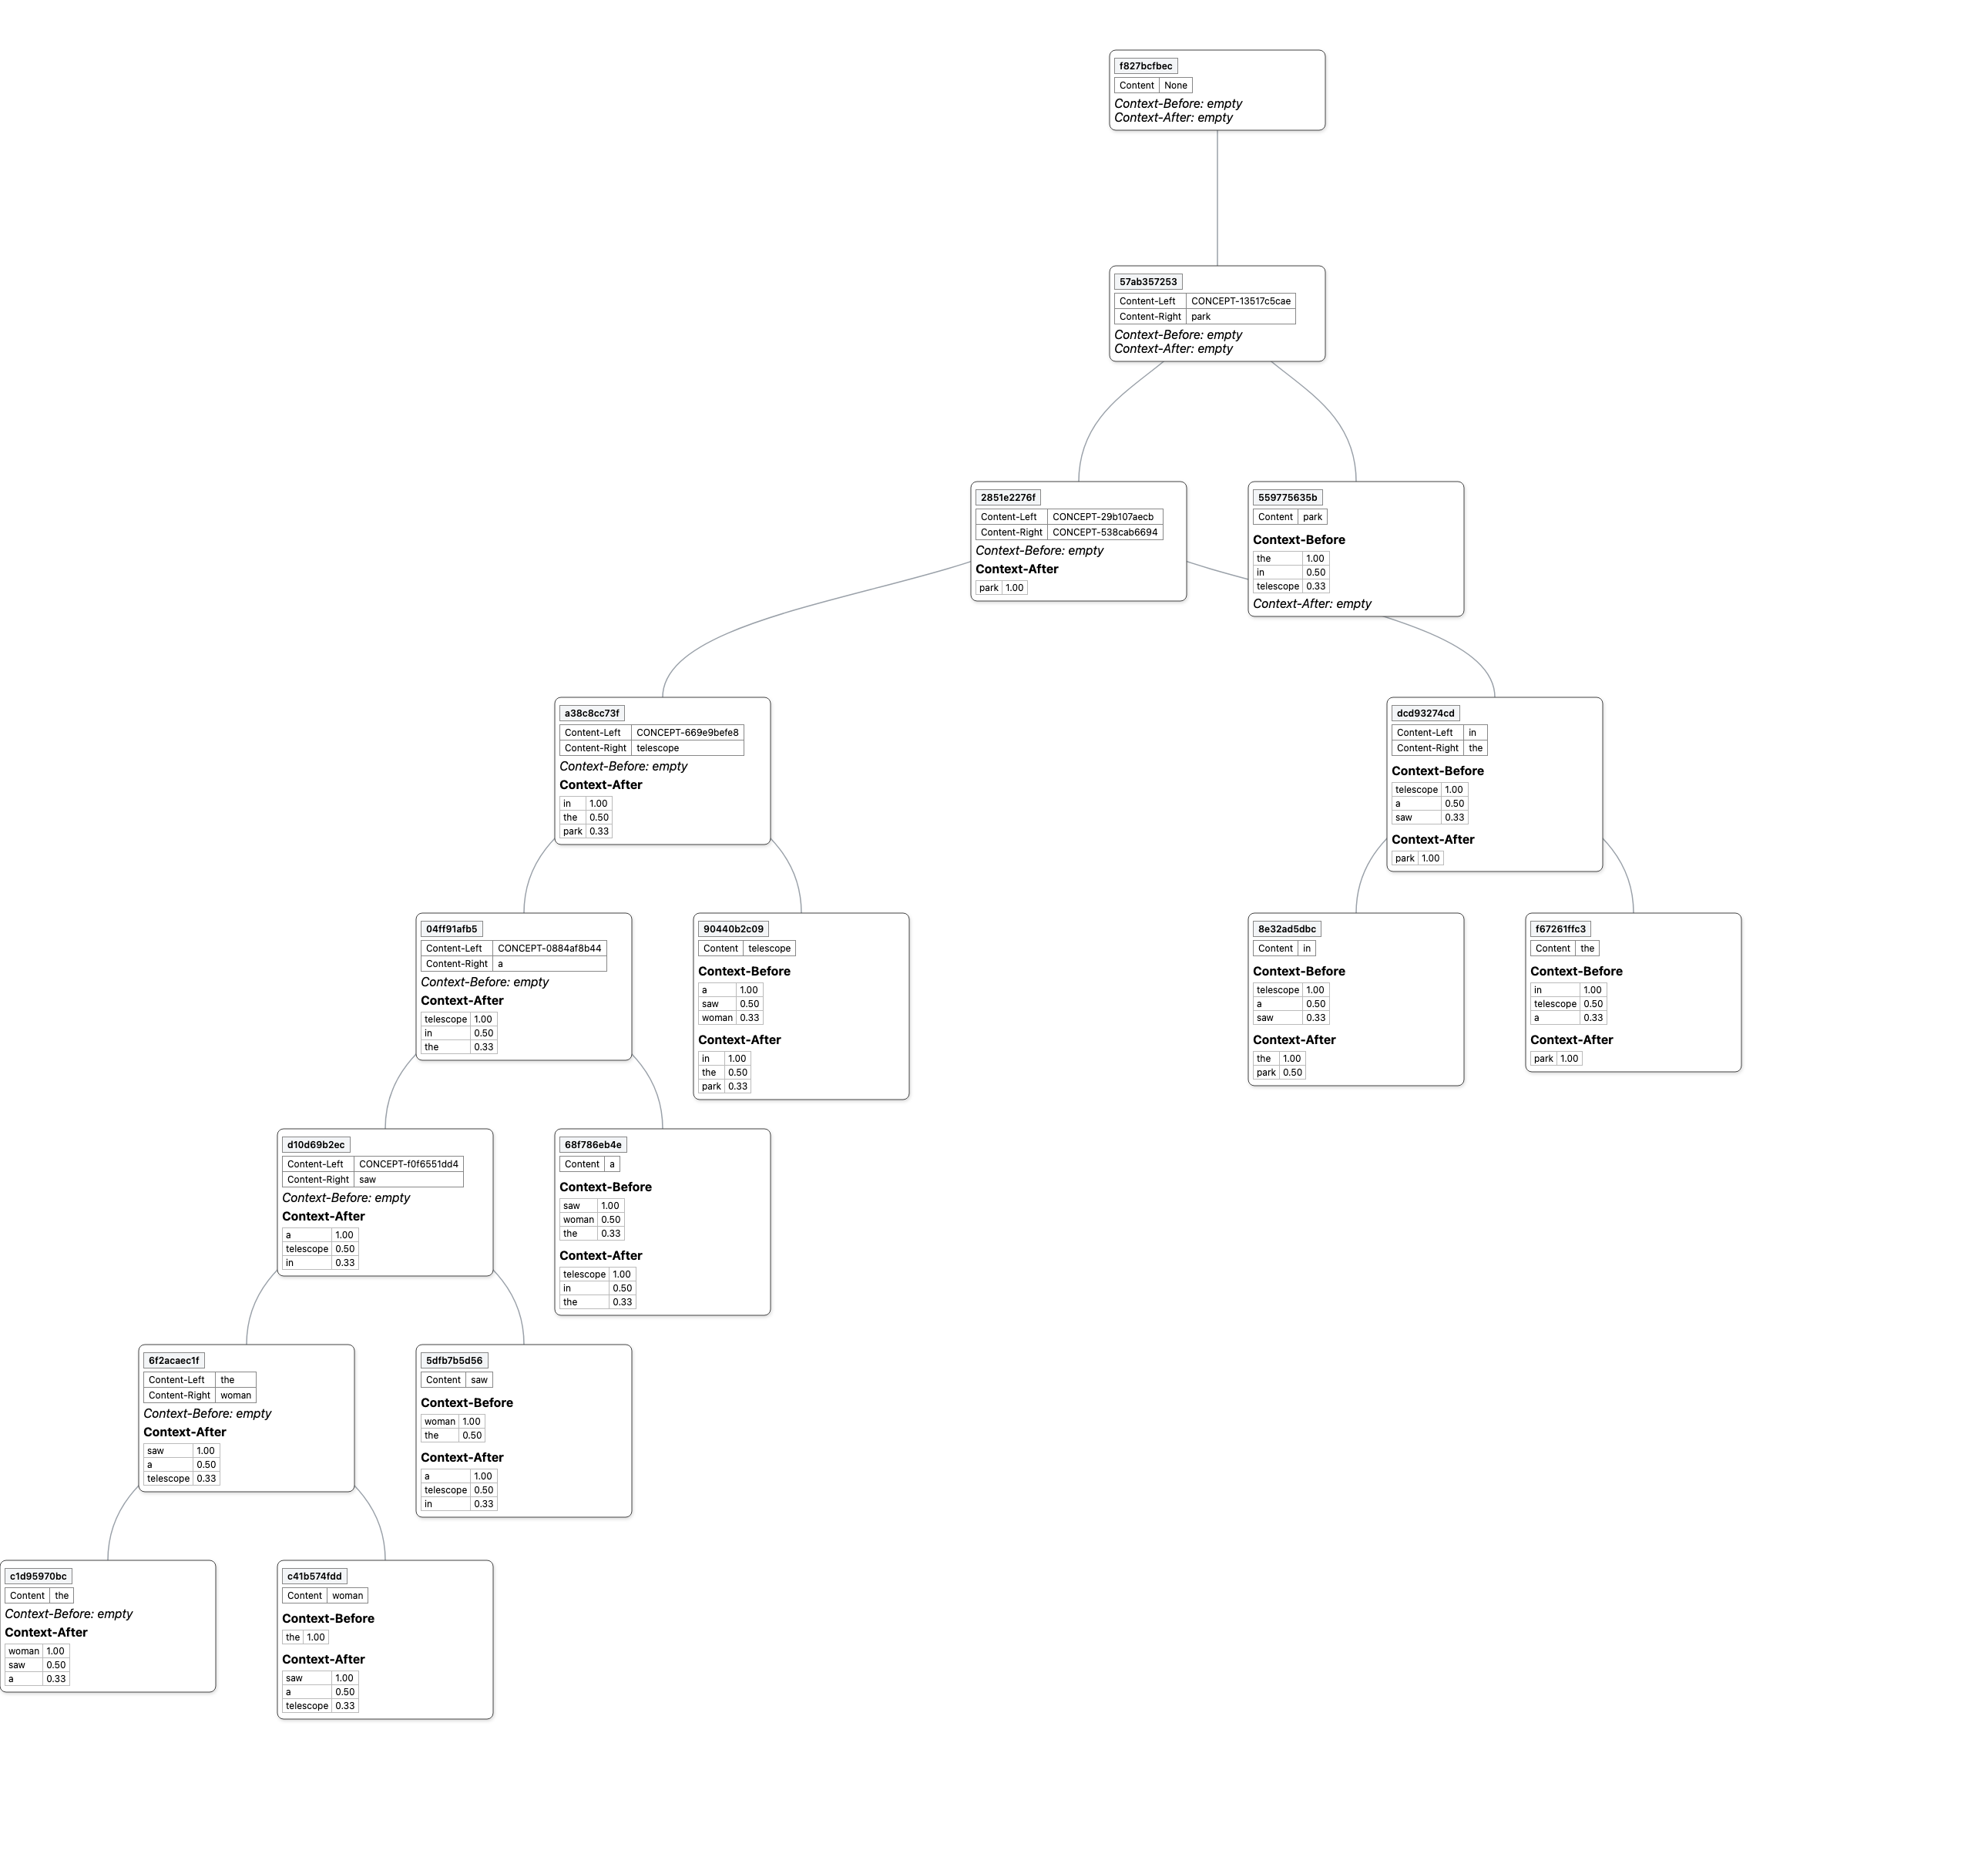 f827bcfbec
Content None
Context-Before: empty
Context-After: empty
57ab357253
Content-Left CONCEPT-13517c5cae
Content-Right park
Context-Before: empty
Context-After: empty
2851e2276f
Content-Left CONCEPT-29b107aecb
Content-Right CONCEPT-538cab6694
Context-Before: empty
Context-After
park 1.00
559775635b
Content park
Context-Before
the 1.00
in 0.50
telescope 0.33
Context-After: empty
a38c8cc73f
Content-Left CONCEPT-669e9befe8
Content-Right telescope
Context-Before: empty
Context-After
in 1.00
the 0.50
park 0.33
dcd93274cd
Content-Left in
Content-Right the
Context-Before
telescope 1.00
a 0.50
saw 0.33
Context-After
park 1.00
04ff91afb5
Content-Left CONCEPT-0884af8b44
Content-Right a
Context-Before: empty
Context-After
telescope 1.00
in 0.50
the 0.33
90440b2c09
Content telescope
Context-Before
a 1.00
saw 0.50
woman 0.33
Context-After
in 1.00
the 0.50
park 0.33
8e32ad5dbc
Content in
Context-Before
telescope 1.00
a 0.50
saw 0.33
Context-After
the 1.00
park 0.50
f67261ffc3
Content the
Context-Before
in 1.00
telescope 0.50
a 0.33
Context-After
park 1.00
d10d69b2ec
Content-Left CONCEPT-f0f6551dd4
Content-Right saw
Context-Before: empty
Context-After
a 1.00
telescope 0.50
in 0.33
68f786eb4e
Content a
Context-Before
saw 1.00
woman 0.50
the 0.33
Context-After
telescope 1.00
in 0.50
the 0.33
6f2acaec1f
Content-Left the
Content-Right woman
Context-Before: empty
Context-After
saw 1.00
a 0.50
telescope 0.33
5dfb7b5d56
Content saw
Context-Before
woman 1.00
the 0.50
Context-After
a 1.00
telescope 0.50
in 0.33
c1d95970bc
Content the
Context-Before: empty
Context-After
woman 1.00
saw 0.50
a 0.33
c41b574fdd
Content woman
Context-Before
the 1.00
Context-After
saw 1.00
a 0.50
telescope 0.33